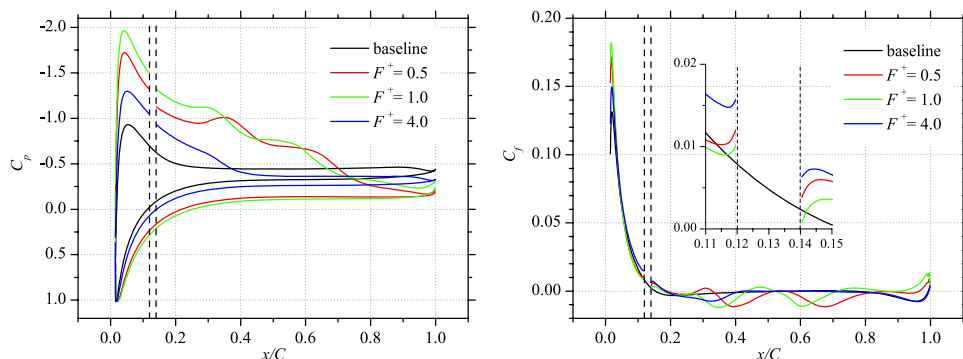 -2.0
-1.5
-1.0
-0.5
0.0
0.5
1.0
C_p
0.0 0.2 0.4 0.6 0.8 1.0
x/C
baseline
F^+ = 0.5
F^+ = 1.0
F^+ = 4.0
0.20
0.15
0.10
0.05
0.00
C_f
0.0 0.2 0.4 0.6 0.8 1.0
x/C
baseline
F^+ = 0.5
F^+ = 1.0
F^+ = 4.0
0.02
0.01
0.00
0.11 0.12 0.13 0.14 0.15